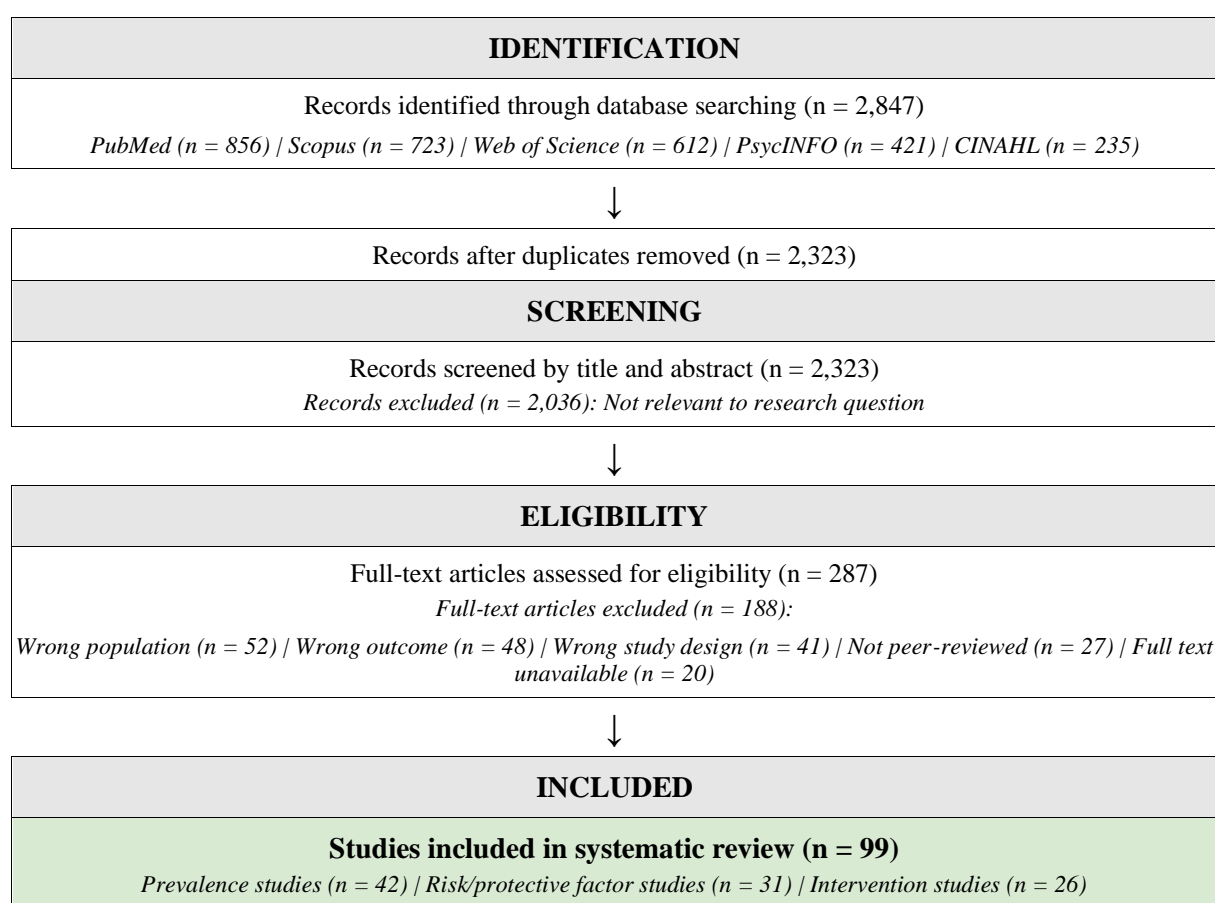 IDENTIFICATION
Records identified through database searching (n = 2,847)
PubMed (n = 856) | Scopus (n = 723) | Web of Science (n = 612) | PsycINFO (n = 421) | CINAHL (n = 235)
↓
Records after duplicates removed (n = 2,323)
SCREENING
Records screened by title and abstract (n = 2,323)
Records excluded (n = 2,036): Not relevant to research question
↓
ELIGIBILITY
Full-text articles assessed for eligibility (n = 287)
Full-text articles excluded (n = 188):
Wrong population (n = 52) | Wrong outcome (n = 48) | Wrong study design (n = 41) | Not peer-reviewed (n = 27) | Full text
unavailable (n = 20)
↓
INCLUDED
Studies included in systematic review (n = 99)
Prevalence studies (n = 42) | Risk/protective factor studies (n = 31) | Intervention studies (n = 26)